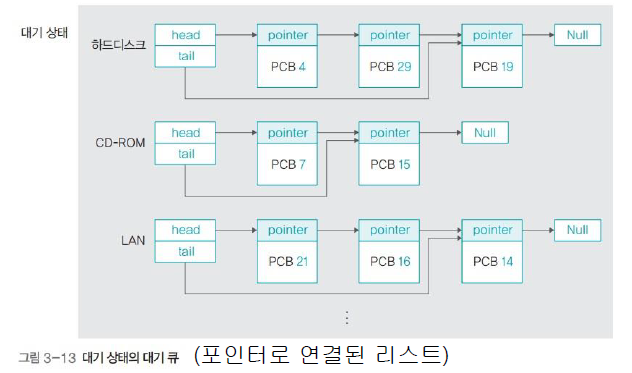 대기 상태
하드디스크
head
tail
pointer
PCB 4
pointer
PCB 29
pointer
PCB 19
Null
CD-ROM
head
tail
pointer
PCB 7
pointer
PCB 15
Null
LAN
head
tail
pointer
PCB 21
pointer
PCB 16
pointer
PCB 14
Null
⋮
그림 3-13 대기 상태의 대기 큐 (포인터로 연결된 리스트)